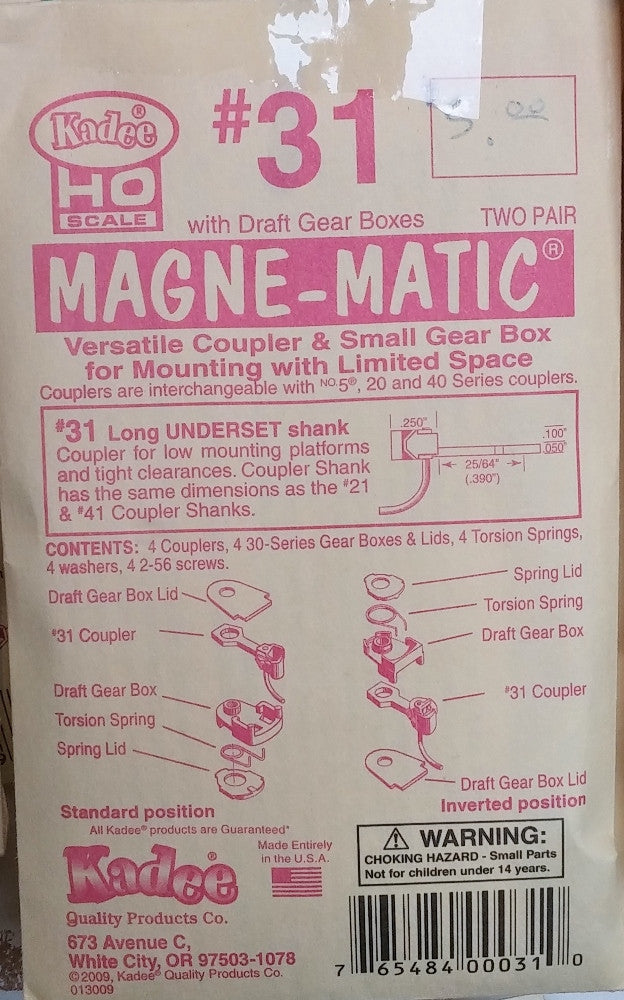 Kadee®
HO
SCALE
#31
5.00
with Draft Gear Boxes
TWO PAIR
MAGNE-MATIC®
Versatile Coupler & Small Gear Box
for Mounting with Limited Space
Couplers are interchangeable with NO.5®, 20 and 40 Series couplers.
#31 Long UNDERSET shank
Coupler for low mounting platforms
and tight clearances. Coupler Shank
has the same dimensions as the #21
& #41 Coupler Shanks.
.250"
.100"
.050"
25/64"
(.390")
CONTENTS: 4 Couplers, 4 30-Series Gear Boxes & Lids, 4 Torsion Springs,
4 washers, 4 2-56 screws.
Draft Gear Box Lid
#31 Coupler
Draft Gear Box
Torsion Spring
Spring Lid
Standard position
Spring Lid
Torsion Spring
Draft Gear Box
#31 Coupler
Draft Gear Box Lid
Inverted position
All Kadee® products are Guaranteed"
Kadee®
Quality Products Co.
Made Entirely
in the U.S.A.
673 Avenue C,
White City, OR 97503-1078
©2009, Kadee® Quality Products Co.
013009
WARNING:
CHOKING HAZARD - Small Parts
Not for children under 14 years.
7 65484 00031 0